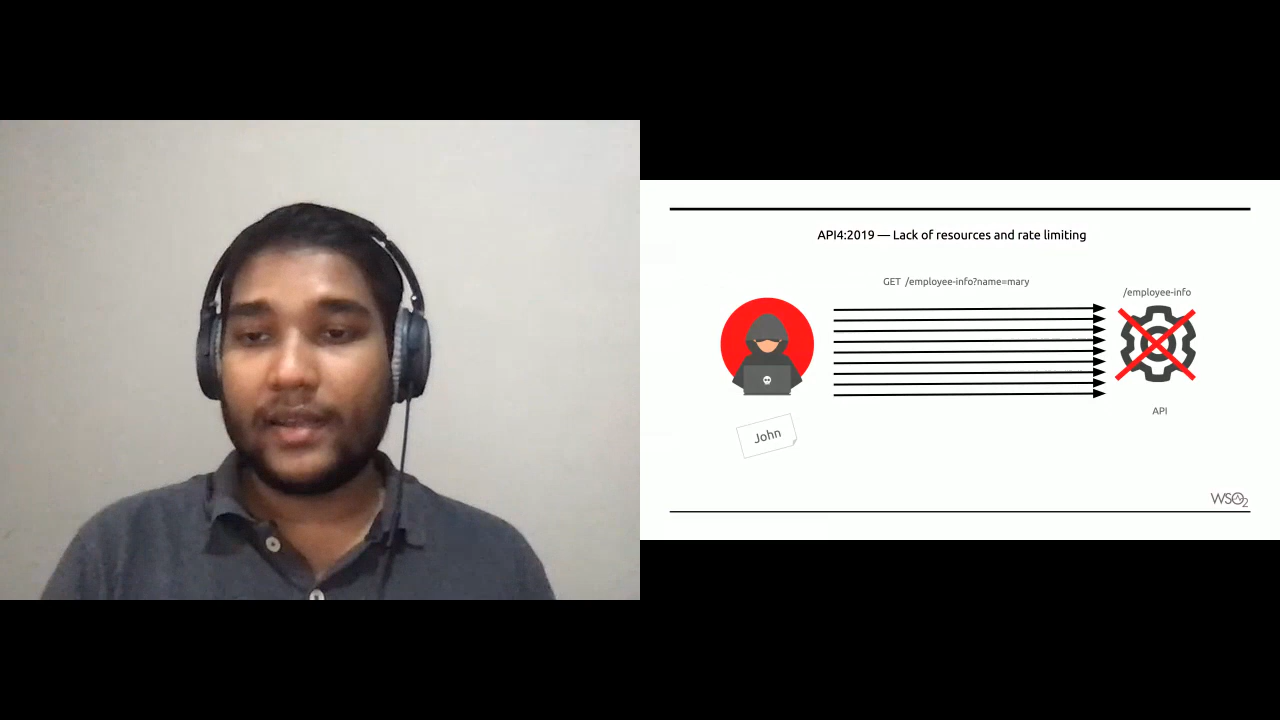 API4:2019 — Lack of resources and rate limiting
GET /employee-info?name=mary
/employee-info
John
API
WSO2